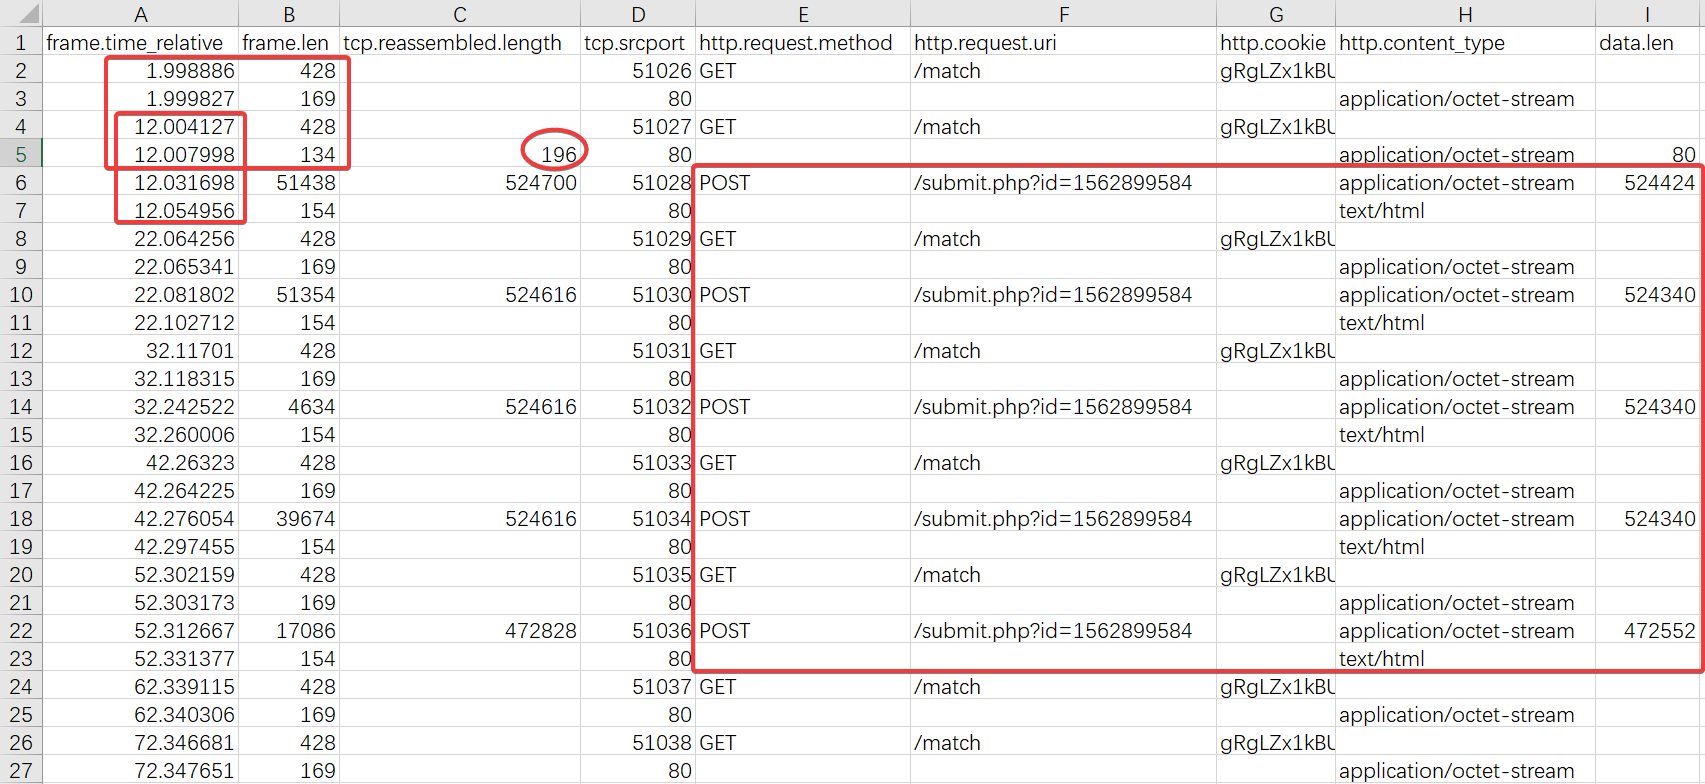 A B C D E F G H I
1 frame.time_relative frame.len tcp.reassembled.length tcp.srcport http.request.method http.request.uri http.cookie http.content_type data.len
2 1.998886 428 51026 GET /match gRgLZx1kBU
3 1.999827 169 80 application/octet-stream
4 12.004127 428 51027 GET /match gRgLZx1kBU
5 12.007998 134 196 80 application/octet-stream 80
6 12.031698 51438 524700 51028 POST /submit.php?id=1562899584 application/octet-stream 524424
7 12.054956 154 80 text/html
8 22.064256 428 51029 GET /match gRgLZx1kBU
9 22.065341 169 80 application/octet-stream
10 22.081802 51354 524616 51030 POST /submit.php?id=1562899584 application/octet-stream 524340
11 22.102712 154 80 text/html
12 32.11701 428 51031 GET /match gRgLZx1kBU
13 32.118315 169 80 application/octet-stream
14 32.242522 4634 524616 51032 POST /submit.php?id=1562899584 application/octet-stream 524340
15 32.260006 154 80 text/html
16 42.26323 428 51033 GET /match gRgLZx1kBU
17 42.264225 169 80 application/octet-stream
18 42.276054 39674 524616 51034 POST /submit.php?id=1562899584 application/octet-stream 524340
19 42.297455 154 80 text/html
20 52.302159 428 51035 GET /match gRgLZx1kBU
21 52.303173 169 80 application/octet-stream
22 52.312667 17086 472828 51036 POST /submit.php?id=1562899584 application/octet-stream 472552
23 52.331377 154 80 text/html
24 62.339115 428 51037 GET /match gRgLZx1kBU
25 62.340306 169 80 application/octet-stream
26 72.346681 428 51038 GET /match gRgLZx1kBU
27 72.347651 169 80 application/octet-stream